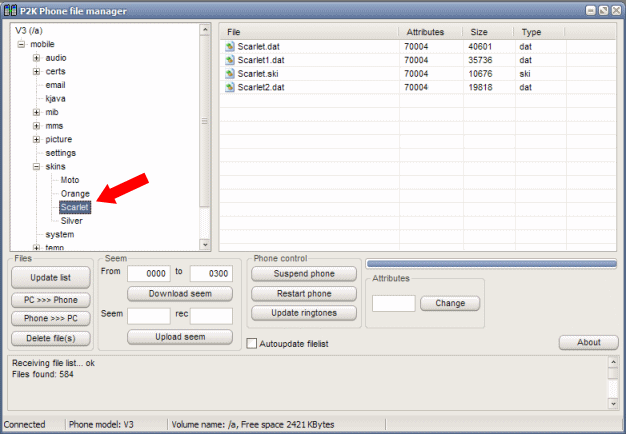 P2K Phone file manager
V3 (/a)
mobile
audio
certs
email
kjava
mib
mms
picture
settings
skins
Moto
Orange
Scarlet
Silver
system
temp
File Attributes Size Type
Scarlet.dat 70004 40601 dat
Scarlet1.dat 70004 35736 dat
Scarlet.ski 70004 10676 ski
Scarlet2.dat 70004 19818 dat
Files
Update list
PC >>> Phone
Phone >>> PC
Delete file(s)
Seem
From 0000 to 0300
Download seem
Seem rec
Upload seem
Phone control
Suspend phone
Restart phone
Update ringtones
Autoupdate filelist
Attributes
Change
About
Receiving file list... ok
Files found: 584
Connected Phone model: V3 Volume name: /a, Free space 2421 KBytes